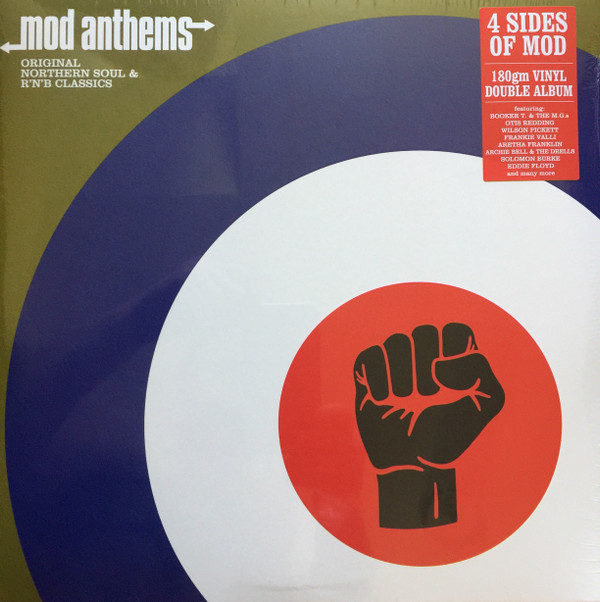 mod anthems
ORIGINAL
NORTHERN SOUL &
R'N'B CLASSICS
4 SIDES
OF MOD
180gm VINYL
DOUBLE ALBUM
featuring:
BOOKER T. & THE M.G.s
OTIS REDDING
WILSON PICKETT
FRANKIE VALLI
ARETHA FRANKLIN
ARCHIE BELL & THE DRELLS
SOLOMON BURKE
EDDIE FLOYD
and many more